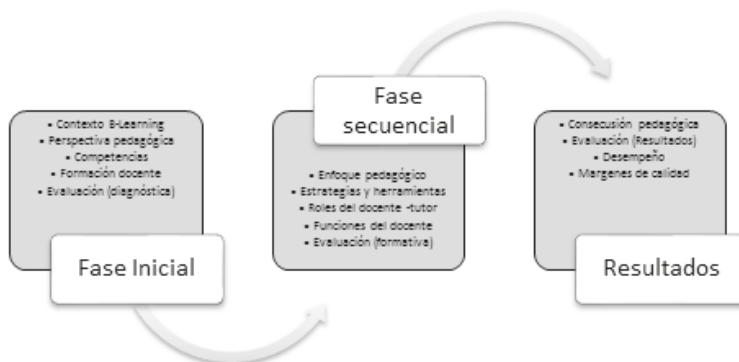 ▪ Contexto B-Learning
▪ Perspectiva pedagógica
▪ Competencias
▪ Formación docente
▪ Evaluación (diagnóstica)
Fase Inicial
Fase
secuencial
▪ Enfoque pedagógico
▪ Estrategias y herramientas
▪ Roles del docente -tutor
▪ Funciones del docente
▪ Evaluación (formativa)
▪ Consecusión pedagógica
▪ Evaluación (Resultados)
▪ Desempeño
▪ Margenes de calidad
Resultados